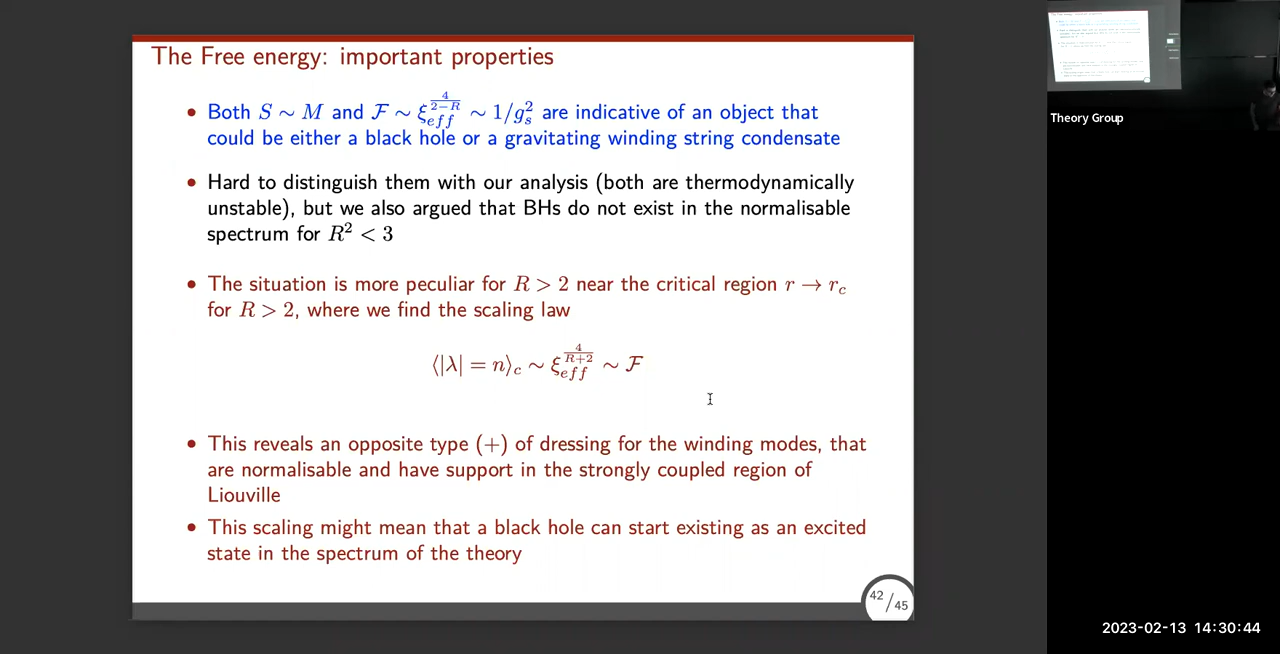 The Free energy: important properties
• Both S ∼ M and ℱ ∼ ξ_{eff}^{\frac{4}{2−R}} ∼ 1/g_s^2 are indicative of an object that
could be either a black hole or a gravitating winding string condensate
• Hard to distinguish them with our analysis (both are thermodynamically
unstable), but we also argued that BHs do not exist in the normalisable
spectrum for R² < 3
• The situation is more peculiar for R > 2 near the critical region r → r_c
for R > 2, where we find the scaling law
⟨|λ| = n⟩_c ∼ ξ_{eff}^{\frac{4}{R+2}} ∼ ℱ
• This reveals an opposite type (+) of dressing for the winding modes, that
are normalisable and have support in the strongly coupled region of
Liouville
• This scaling might mean that a black hole can start existing as an excited
state in the spectrum of the theory
42/45
Theory Group
2023-02-13 14:30:44